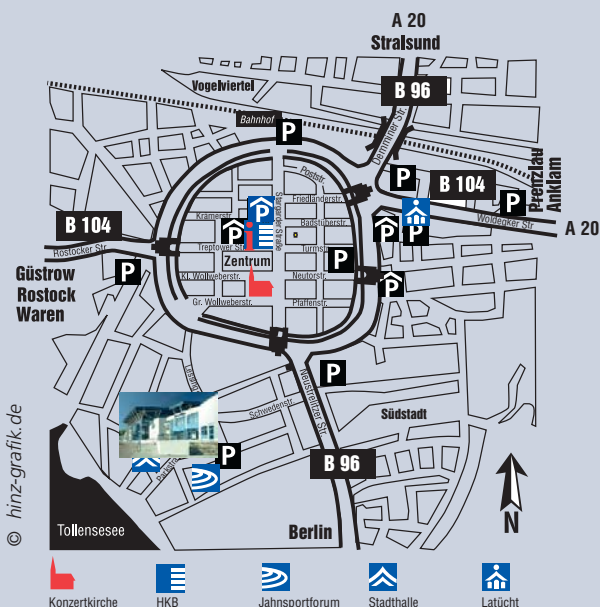 A 20
Stralsund
Vogelviertel
B 96
Bahnhof
P
Demminer Str.
Poststr.
P
B 104
P
Prenzlau
Anklam
Friedländerstr.
Woldegker Str.
A 20
B 104
Krämerstr.
P
Stargarder Straße
Badstüberstr.
P
P
P
Rostocker Str.
Treptower Str.
i
Turmstr.
Zentrum
P
Güstrow
Rostock
Waren
P
Kl. Wollweberstr.
Neutorstr.
P
Gr. Wollweberstr.
Pfaffenstr.
P
Neustrelitzer Str.
Schwedenstr.
Südstadt
P
B 96
Tollensesee
Berlin
N
© hinz-grafik.de
Konzertkirche
HKB
Jahnsportforum
Stadthalle
Latücht